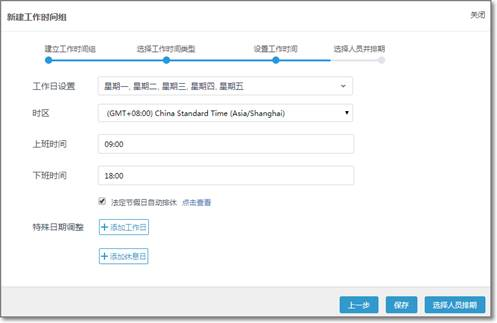 新建工作时间组 关闭
建立工作时间组 选择工作时间类型 设置工作时间 选择人员并排期
工作日设置 星期一, 星期二, 星期三, 星期四, 星期五
时区 (GMT+08:00) China Standard Time (Asia/Shanghai)
上班时间 09:00
下班时间 18:00
法定节假日自动排休 点击查看
特殊日期调整 +添加工作日
+添加休息日
上一步 保存 选择人员排期